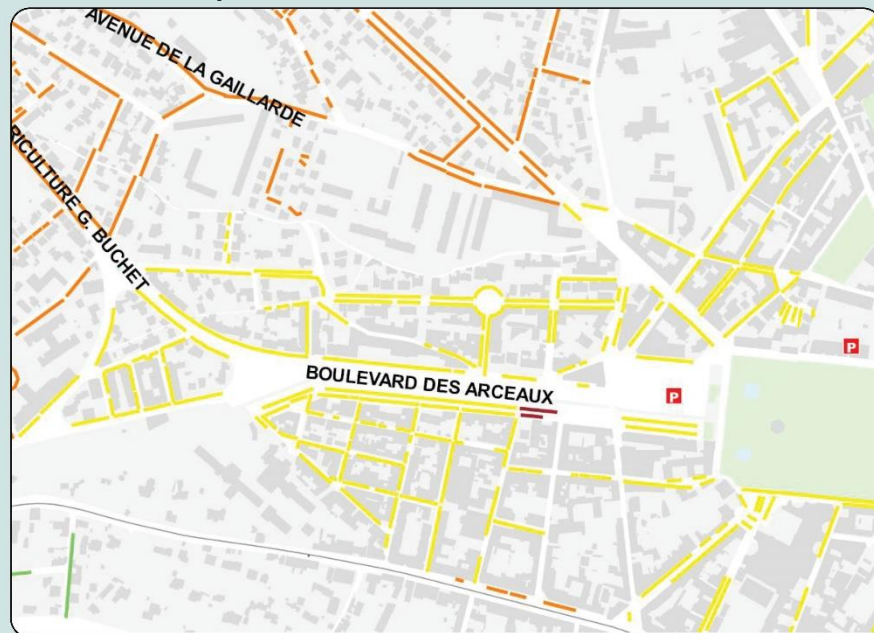 AVENUE DE LA GAILLARDE
RICULTURE G. BUCHET
BOULEVARD DES ARCEAUX
P
P